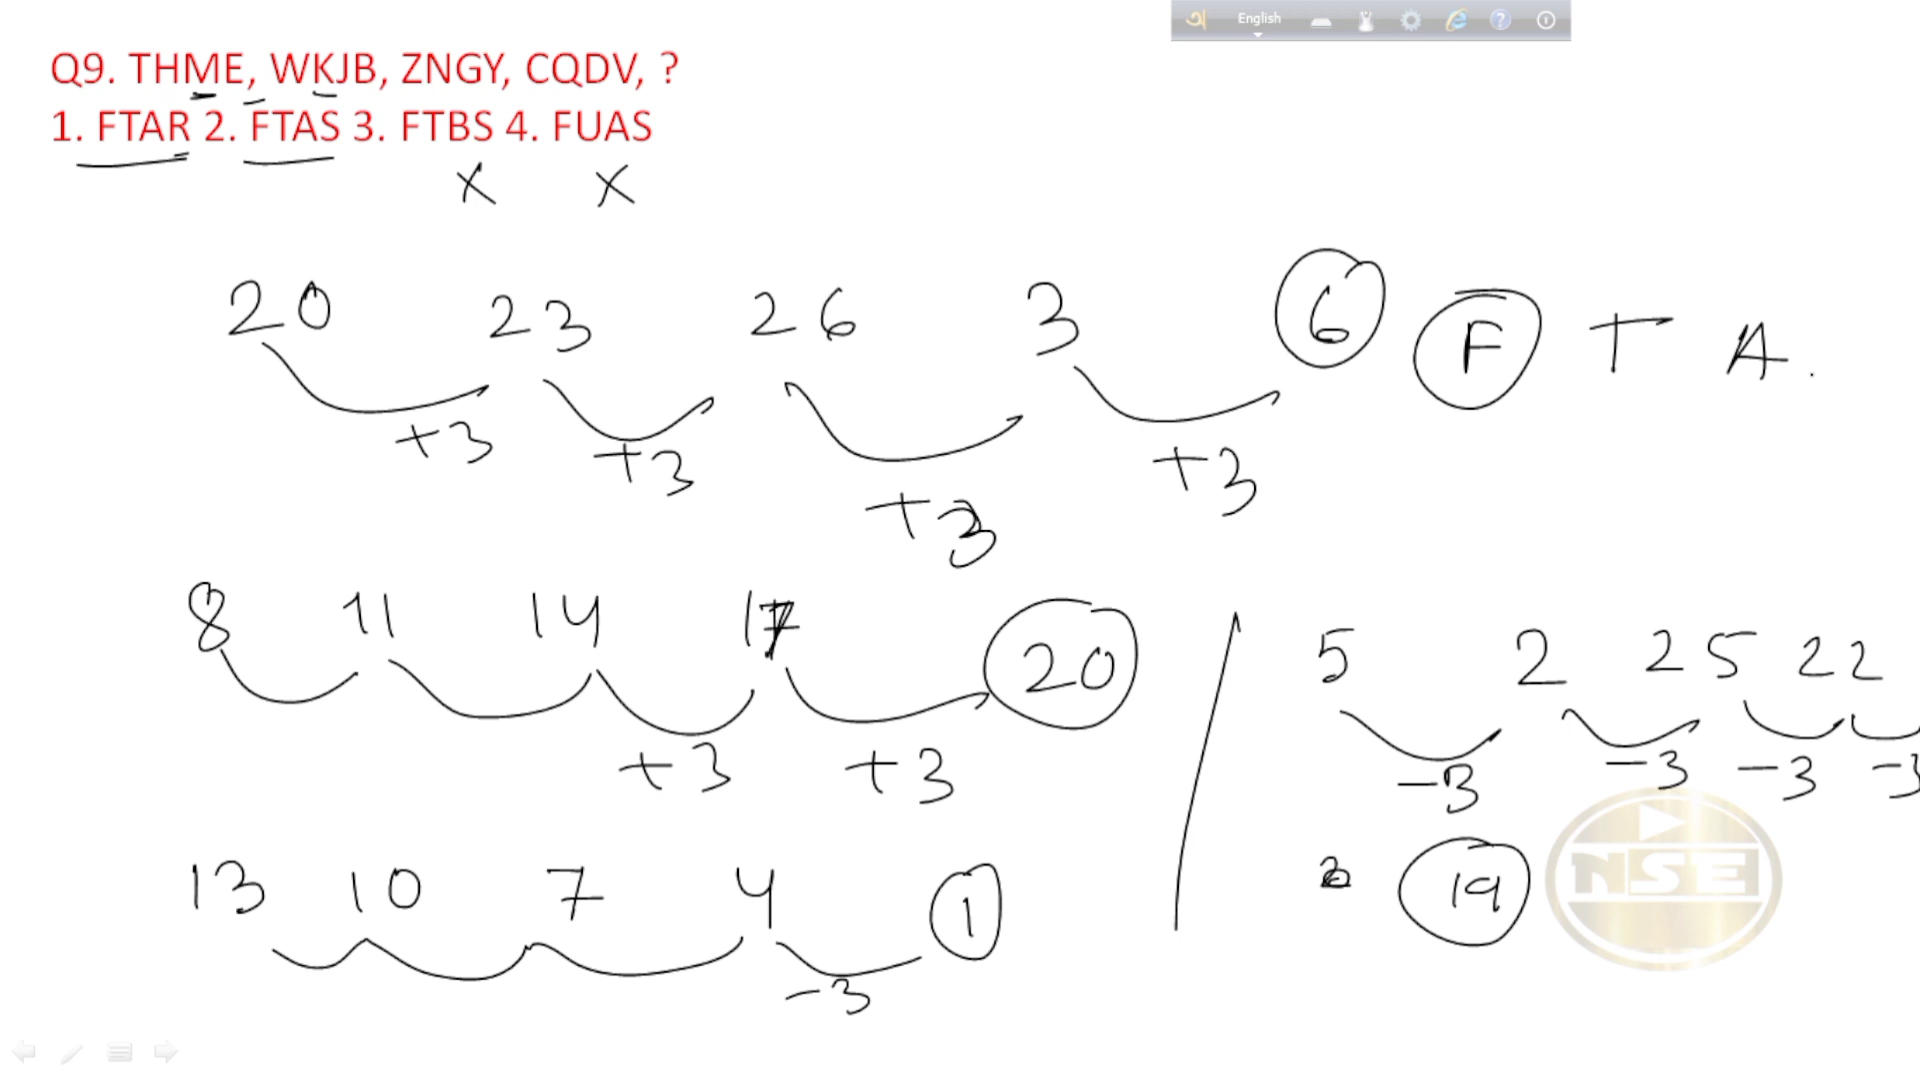 English
Q9. THME, WKJB, ZNGY, CQDV, ?
1. FTAR 2. FTAS 3. FTBS 4. FUAS
X X
20 23 26 3 6 F T A.
+3 +3 +3 +3
8 11 14 17 20
+3 +3
5 2 25 22
-3 -3 -3 -3
13 10 7 4 1
-3
19
NSE